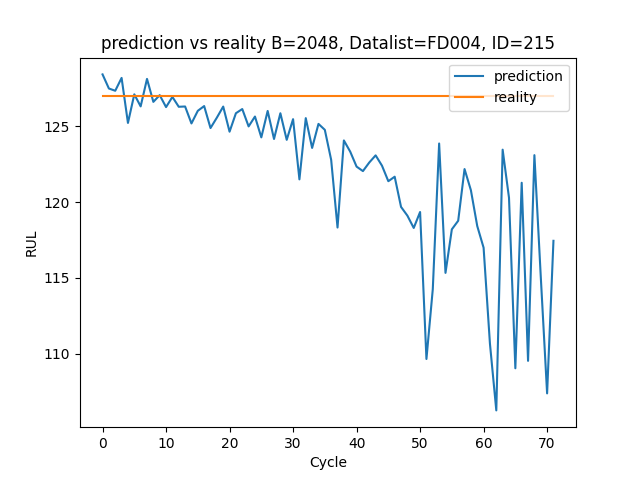 prediction vs reality B=2048, Datalist=FD004, ID=215
prediction
reality
125
120
115
110
RUL
0 10 20 30 40 50 60 70
Cycle